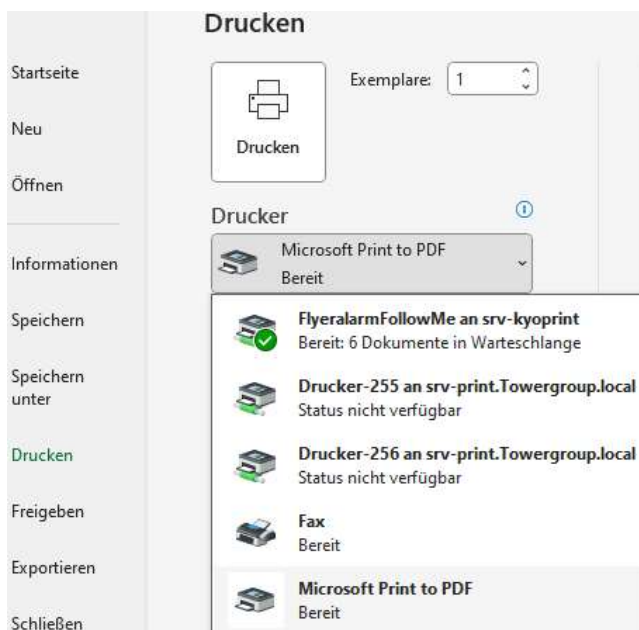 Drucken
Startseite
Neu
Öffnen
Informationen
Speichern
Speichern
unter
Drucken
Freigeben
Exportieren
Schließen
Exemplare: 1
Drucken
Drucker
Microsoft Print to PDF
Bereit
FlyeralarmFollowMe an srv-kyoprint
Bereit: 6 Dokumente in Warteschlange
Drucker-255 an srv-print.Towergroup.local
Status nicht verfügbar
Drucker-256 an srv-print.Towergroup.local
Status nicht verfügbar
Fax
Bereit
Microsoft Print to PDF
Bereit